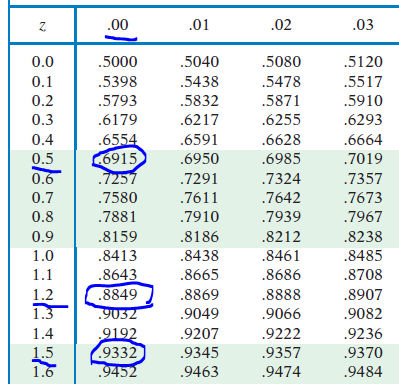 z .00 .01 .02 .03
0.0 .5000 .5040 .5080 .5120
0.1 .5398 .5438 .5478 .5517
0.2 .5793 .5832 .5871 .5910
0.3 .6179 .6217 .6255 .6293
0.4 .6554 .6591 .6628 .6664
0.5 .6915 .6950 .6985 .7019
0.6 .7257 .7291 .7324 .7357
0.7 .7580 .7611 .7642 .7673
0.8 .7881 .7910 .7939 .7967
0.9 .8159 .8186 .8212 .8238
1.0 .8413 .8438 .8461 .8485
1.1 .8643 .8665 .8686 .8708
1.2 .8849 .8869 .8888 .8907
1.3 .9032 .9049 .9066 .9082
1.4 .9192 .9207 .9222 .9236
1.5 .9332 .9345 .9357 .9370
1.6 .9452 .9463 .9474 .9484